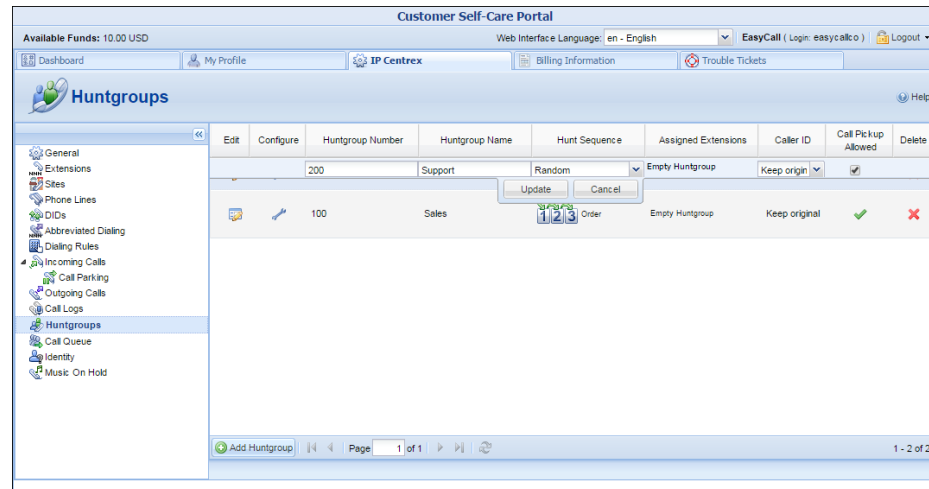 Customer Self-Care Portal
Available Funds: 10.00 USD
Web Interface Language: en - English
EasyCall ( Login: easycallco )
Logout
Dashboard
My Profile
IP Centrex
Billing Information
Trouble Tickets
Huntgroups
Help
General
Extensions
Sites
Phone Lines
DIDs
Abbreviated Dialing
Dialing Rules
Incoming Calls
Call Parking
Outgoing Calls
Call Logs
Huntgroups
Call Queue
Identity
Music On Hold
Edit Configure Huntgroup Number Huntgroup Name Hunt Sequence Assigned Extensions Caller ID Call Pickup Allowed Delete
200 Support Random Empty Huntgroup Keep origin
Update Cancel
100 Sales 1 2 3 Order Empty Huntgroup Keep original
Add Huntgroup Page 1 of 1
1 - 2 of 2